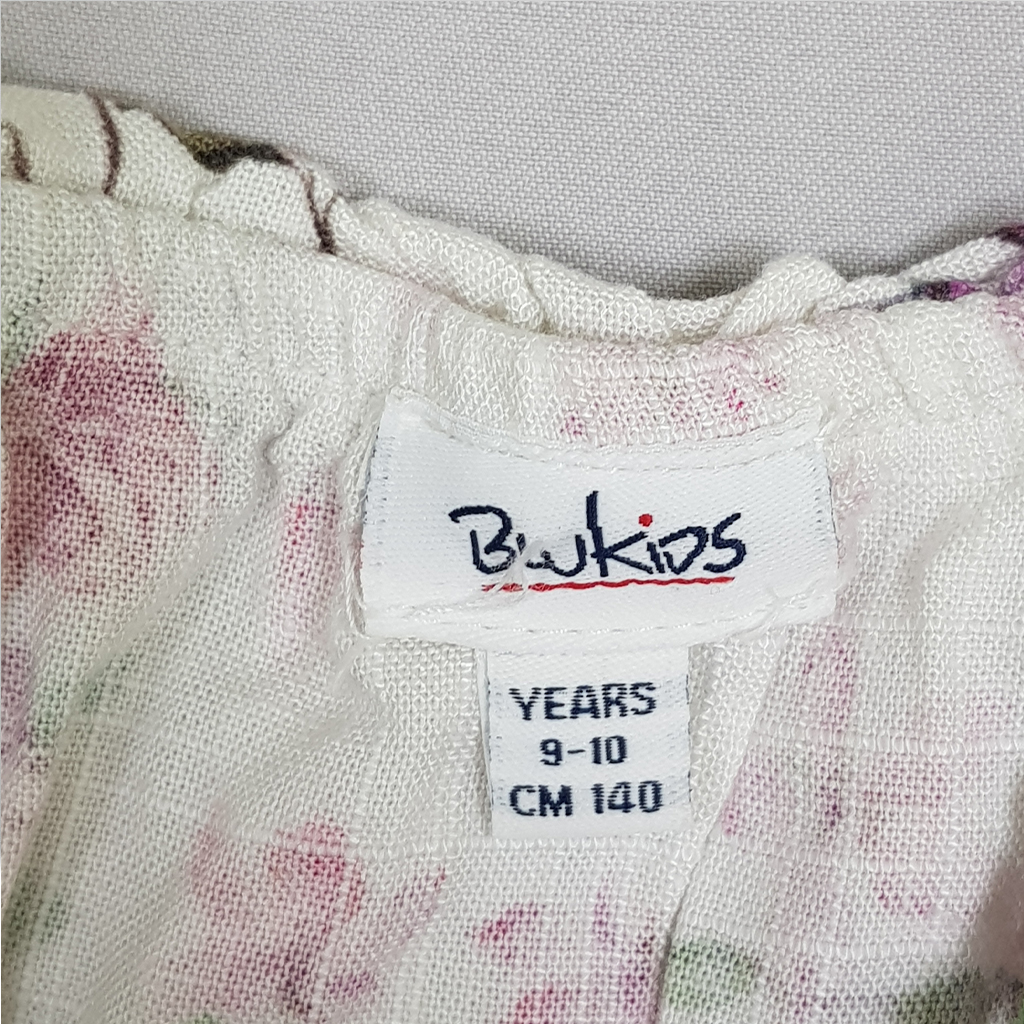 BWKIDS
YEARS
9-10
CM 140